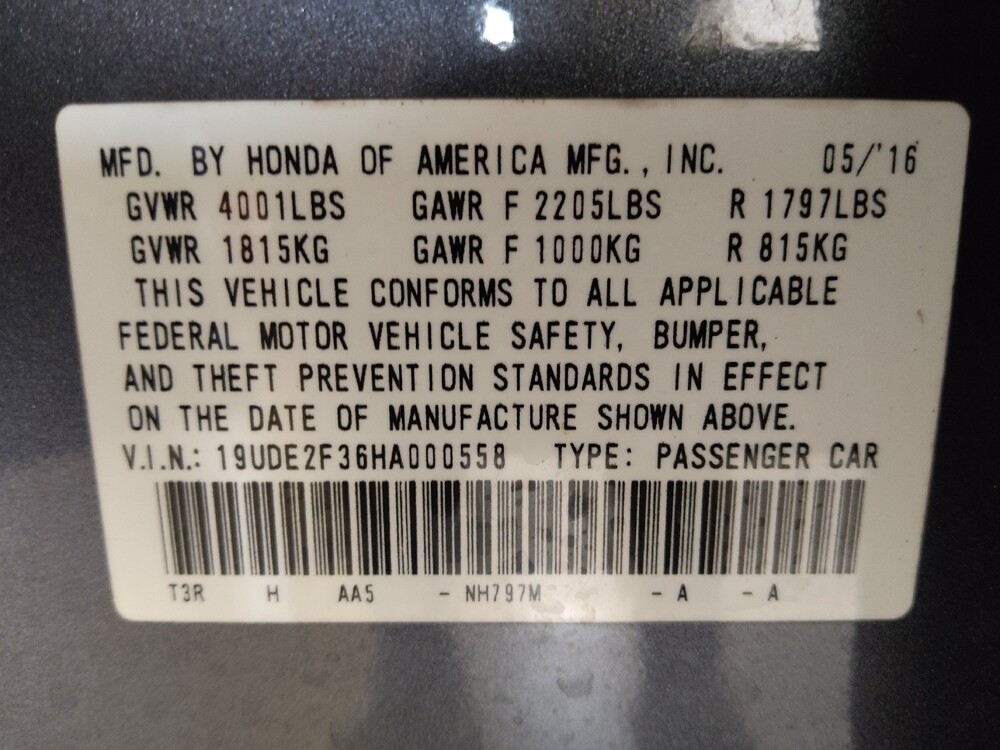 MFD. BY HONDA OF AMERICA MFG., INC. 05/'16
GVWR 4001LBS GAWR F 2205LBS R 1797LBS
GVWR 1815KG GAWR F 1000KG R 815KG
THIS VEHICLE CONFORMS TO ALL APPLICABLE
FEDERAL MOTOR VEHICLE SAFETY, BUMPER,
AND THEFT PREVENTION STANDARDS IN EFFECT
ON THE DATE OF MANUFACTURE SHOWN ABOVE.
V.I.N.: 19UDE2F36HA000558 TYPE: PASSENGER CAR
T3R H AA5 - NH797M - A - A